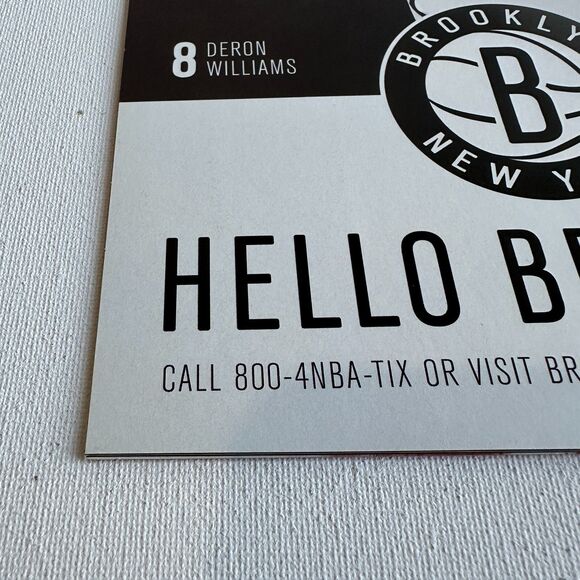 8 DERON
WILLIAMS
BROOKLY
B
NEW Y
HELLO B
CALL 800-4NBA-TIX OR VISIT BR